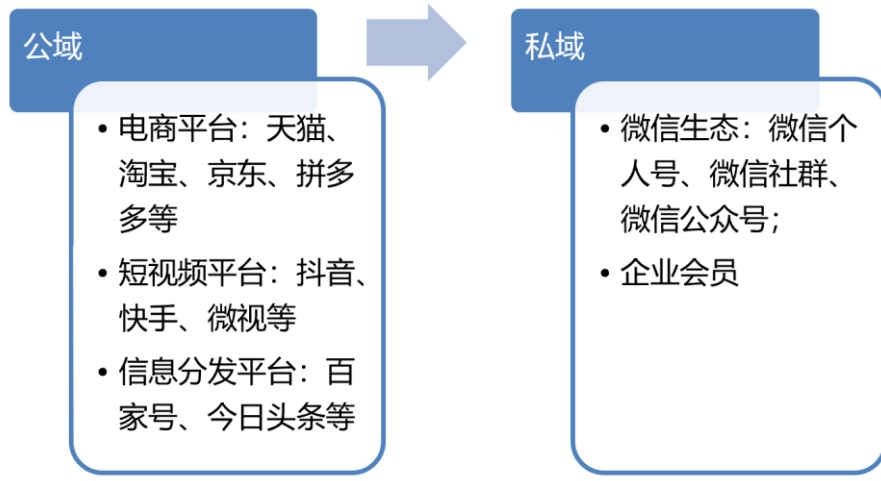 公域
• 电商平台：天猫、
淘宝、京东、拼多
多等
• 短视频平台：抖音、
快手、微视等
• 信息分发平台：百
家号、今日头条等
私域
• 微信生态：微信个
人号、微信社群、
微信公众号；
• 企业会员